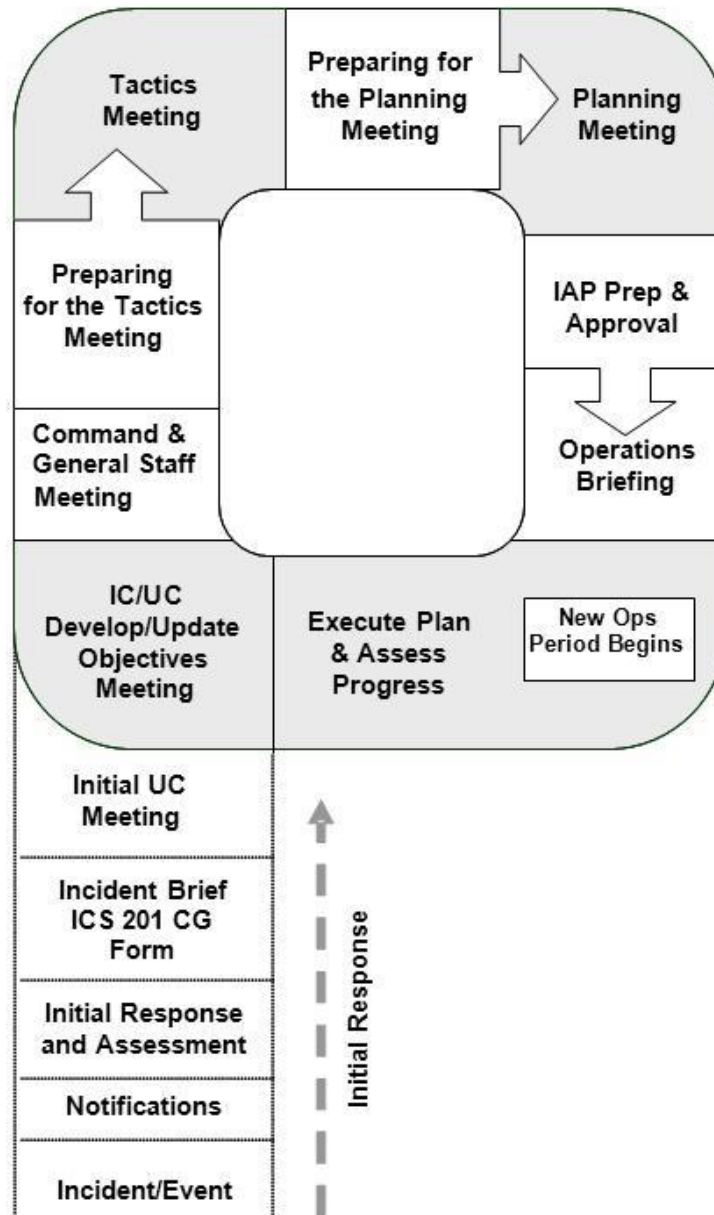 Tactics
Meeting
Preparing for
the Planning
Meeting
Planning
Meeting
Preparing
for the Tactics
Meeting
IAP Prep &
Approval
Command &
General Staff
Meeting
Operations
Briefing
IC/UC
Develop/Update
Objectives
Meeting
Execute Plan
& Assess
Progress
New Ops
Period Begins
Initial UC
Meeting
Incident Brief
ICS 201 CG
Form
Initial Response
and Assessment
Notifications
Incident/Event
Initial Response